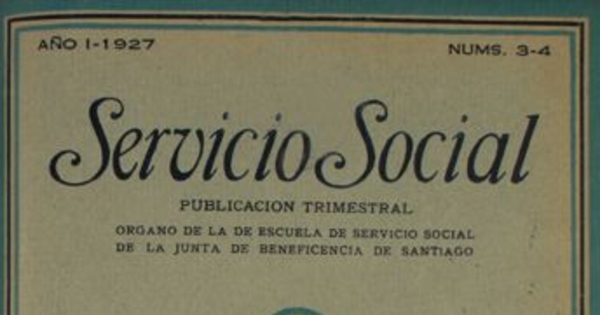 AÑO I-1927 NUMS. 3-4
Servicio Social
PUBLICACION TRIMESTRAL
ORGANO DE LA DE ESCUELA DE SERVICIO SOCIAL
DE LA JUNTA DE BENEFICENCIA DE SANTIAGO